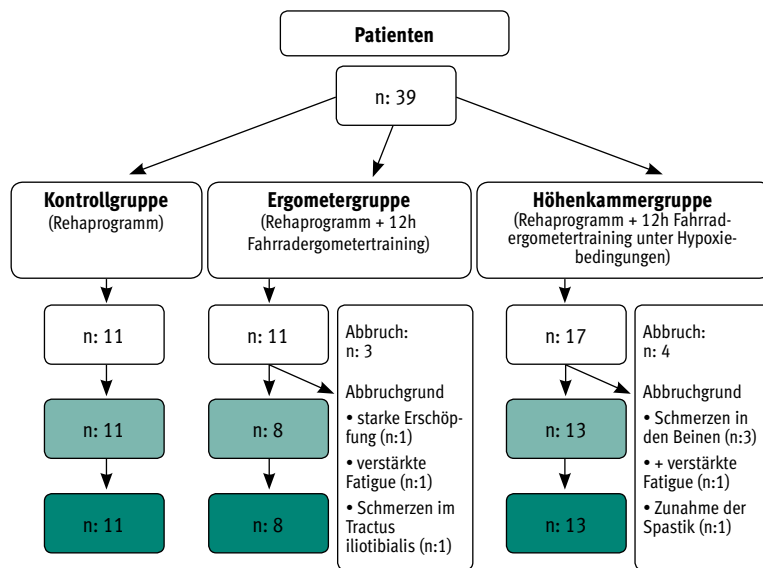 Patienten
n: 39
Kontrollgruppe
(Rehaprogramm)
Ergometergruppe
(Rehaprogramm + 12h
Fahrradergometertraining)
Höhenkammergruppe
(Rehaprogramm + 12h Fahrrad-
ergometertraining unter Hypoxie-
bedingungen)
n: 11
n: 11
n: 11
n: 11
n: 8
n: 8
Abbruch:
n: 3
Abbruchgrund
• starke Erschöp-
fung (n:1)
• verstärkte
Fatigue (n:1)
• Schmerzen im
Tractus
iliotibialis (n:1)
n: 17
n: 13
n: 13
Abbruch:
n: 4
Abbruchgrund
• Schmerzen in
den Beinen (n:3)
• + verstärkte
Fatigue (n:1)
• Zunahme der
Spastik (n:1)